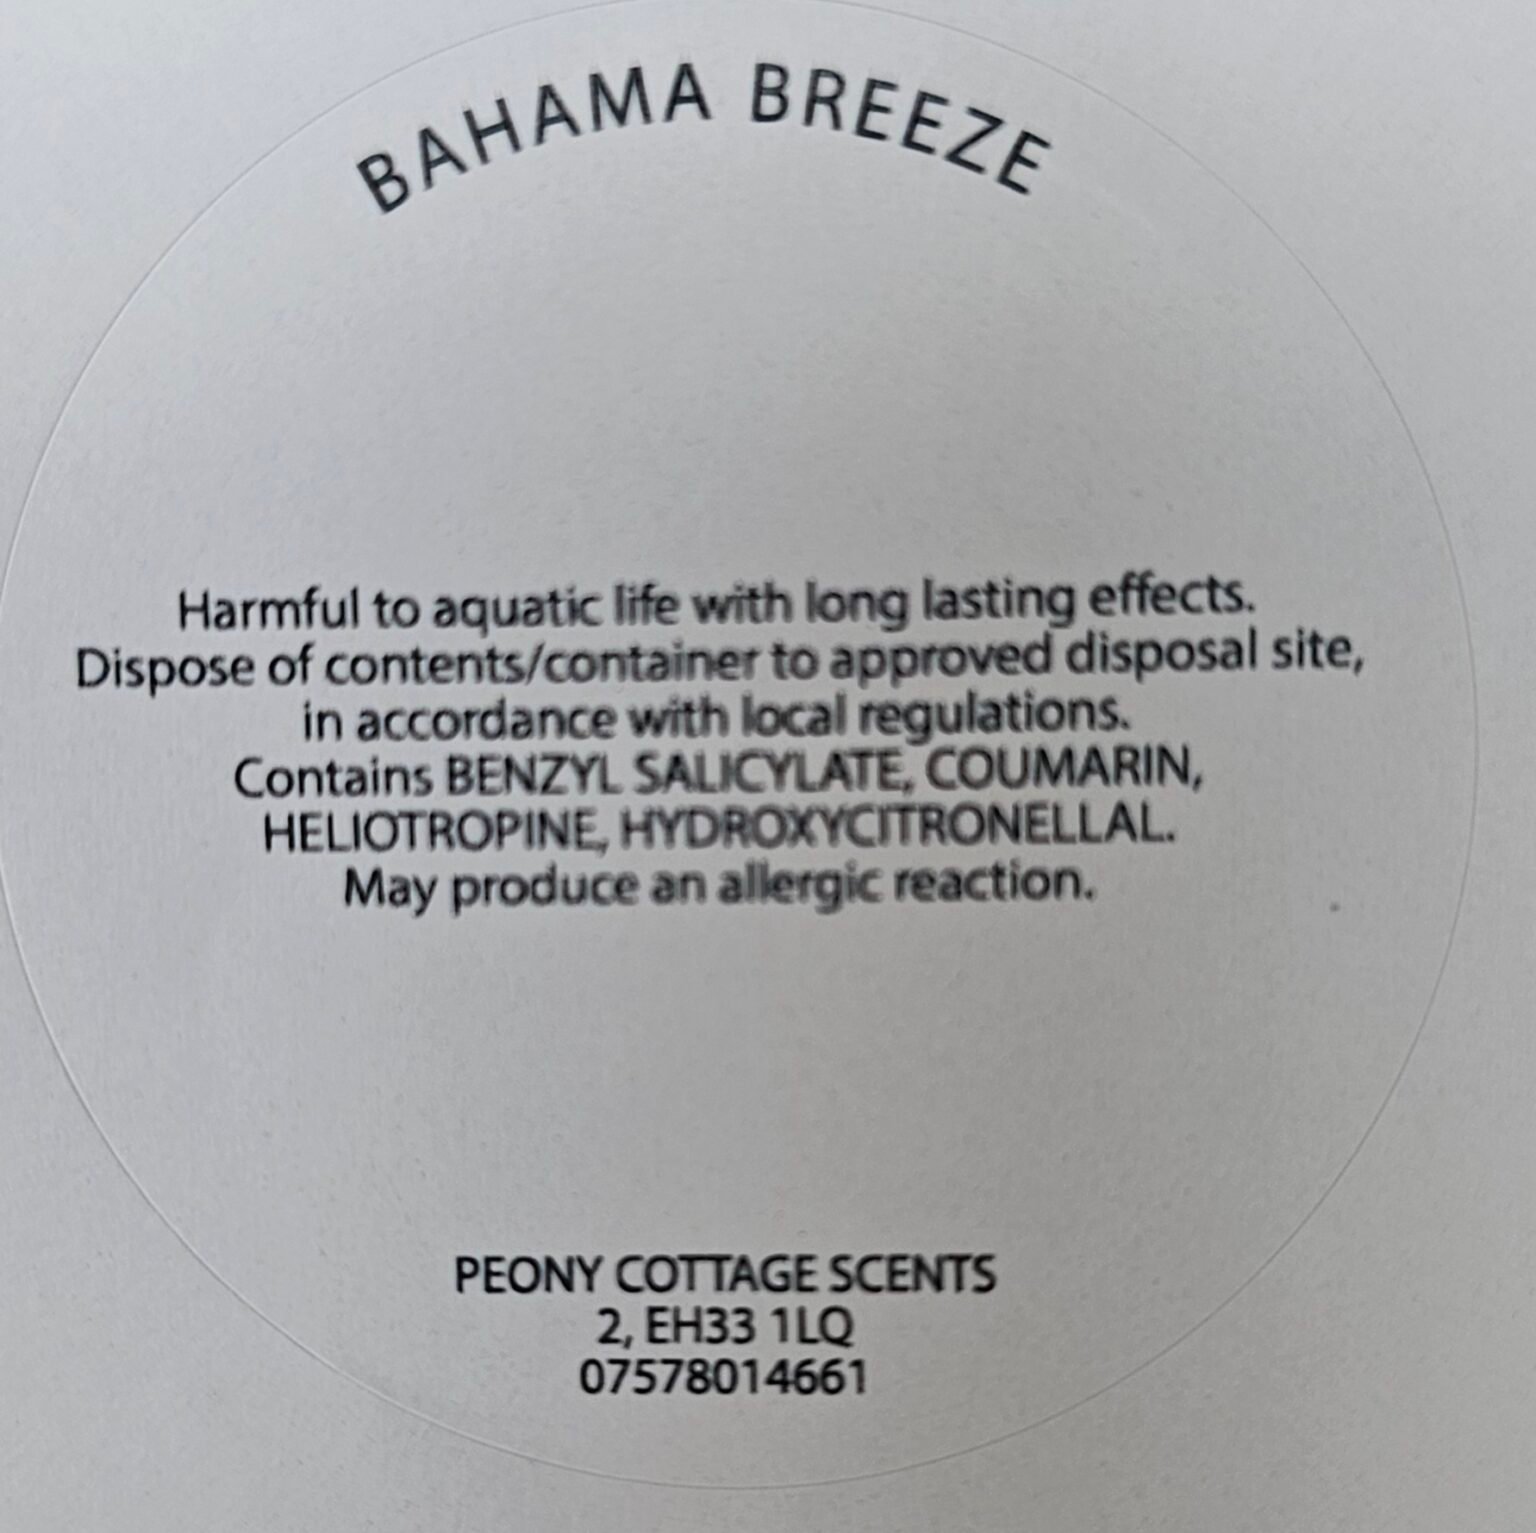 BAHAMA BREEZE
Harmful to aquatic life with long lasting effects.
Dispose of contents/container to approved disposal site,
in accordance with local regulations.
Contains BENZYL SALICYLATE, COUMARIN,
HELIOTROPINE, HYDROXYCITRONELLAL.
May produce an allergic reaction.
PEONY COTTAGE SCENTS
2, EH33 1LQ
07578014661